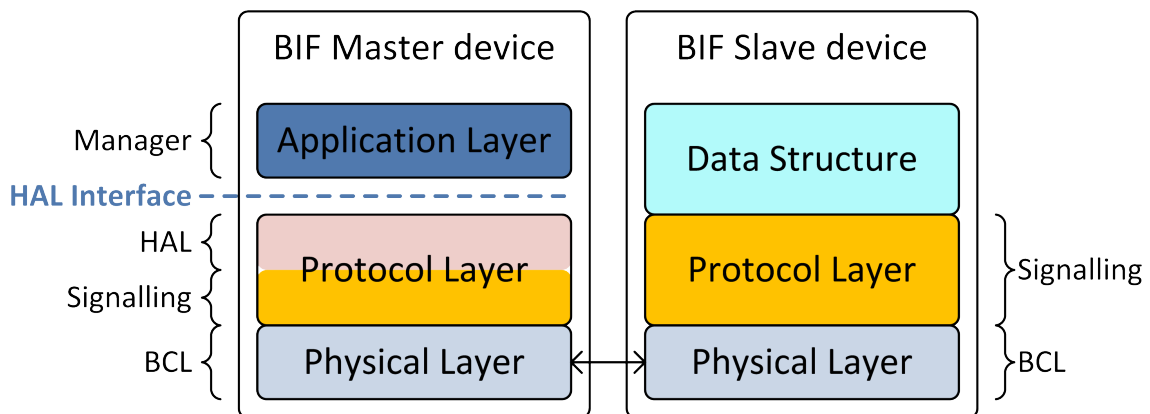 BIF Master device
BIF Slave device
Manager
Application Layer
Data Structure
HAL Interface
HAL
Protocol Layer
Protocol Layer
Signalling
Signalling
BCL
Physical Layer
Physical Layer
BCL